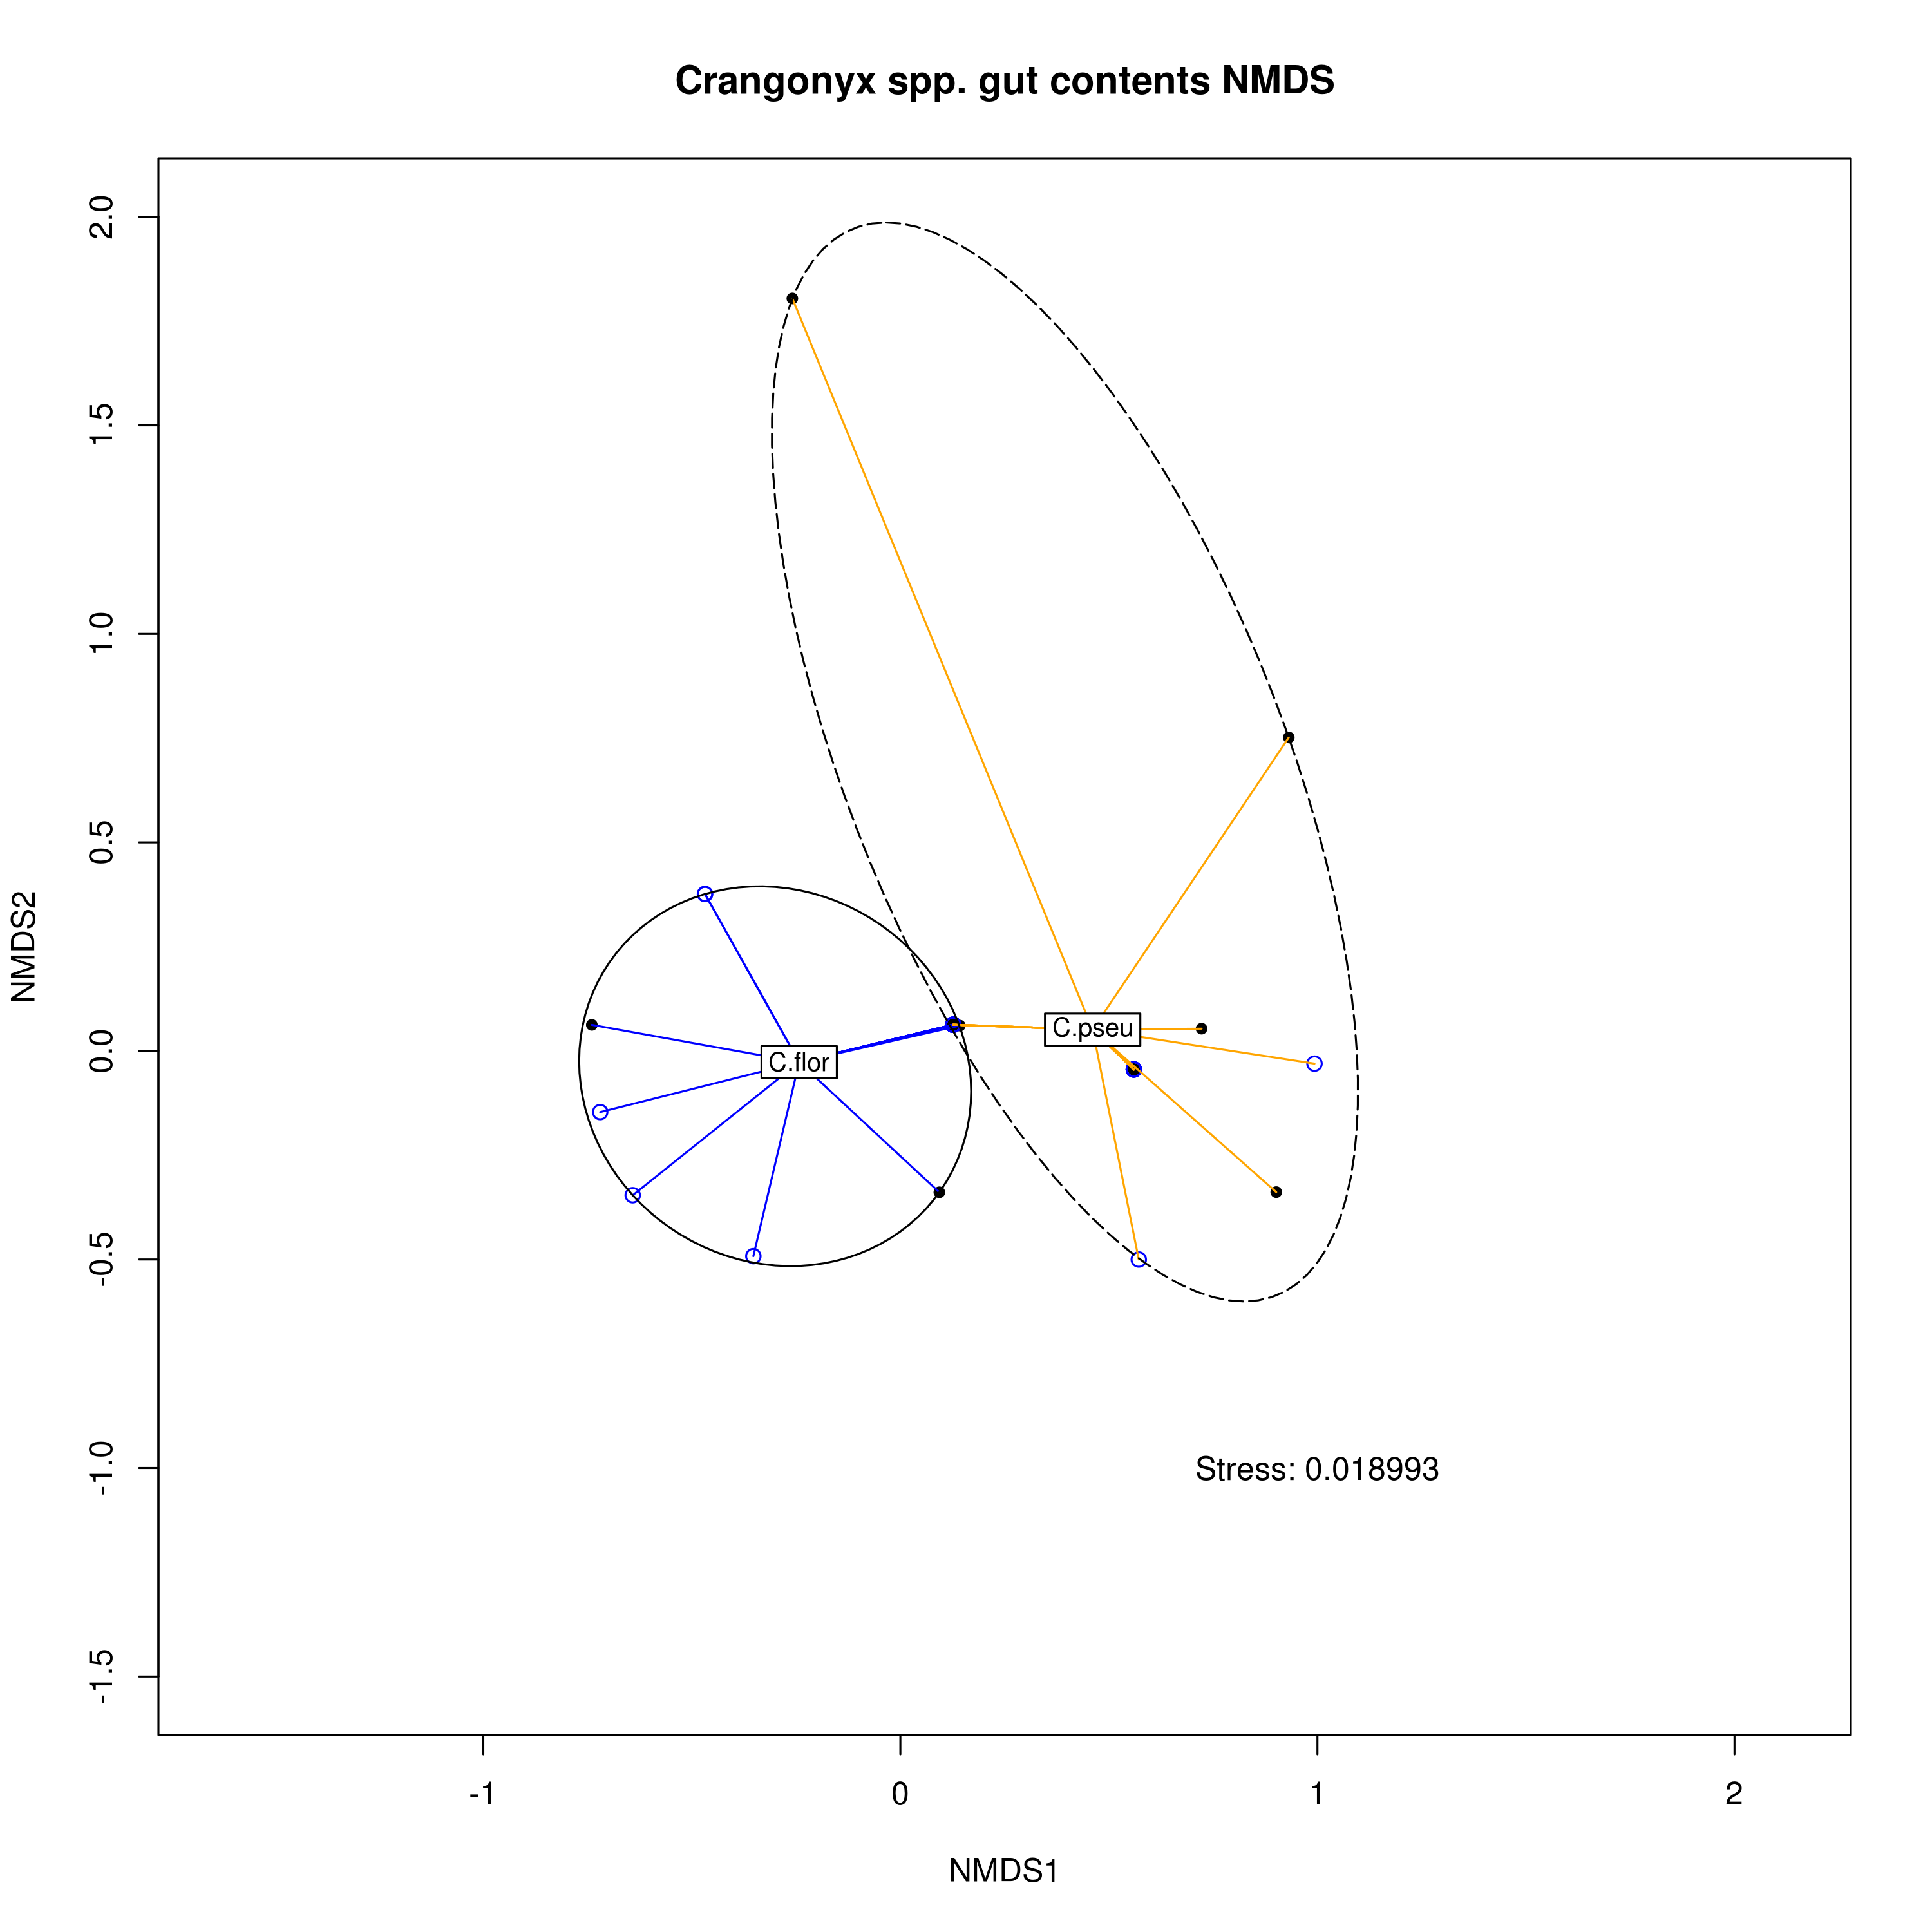 Crangonyx spp. gut contents NMDS
2.0
1.5
1.0
0.5
0.0
-0.5
-1.0
-1.5
NMDS2
C.flor
C.pseu
Stress: 0.018993
-1
0
1
2
NMDS1